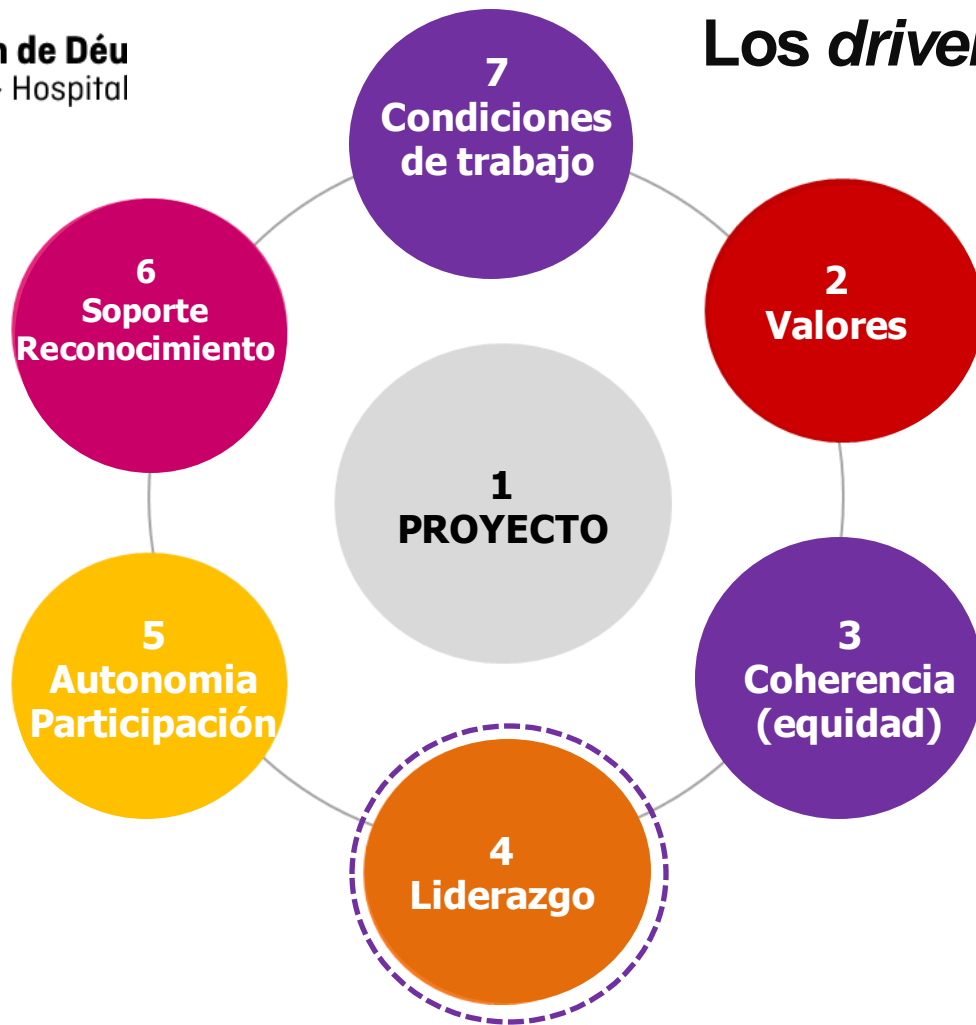 de Déu
Hospital
Los
7
Condiciones
de trabajo
6
Soporte
Reconocimiento
2
Valores
1
PROYECTO
5
Autonomia
Participación
3
Coherencia
(equidad)
4
Liderazgo